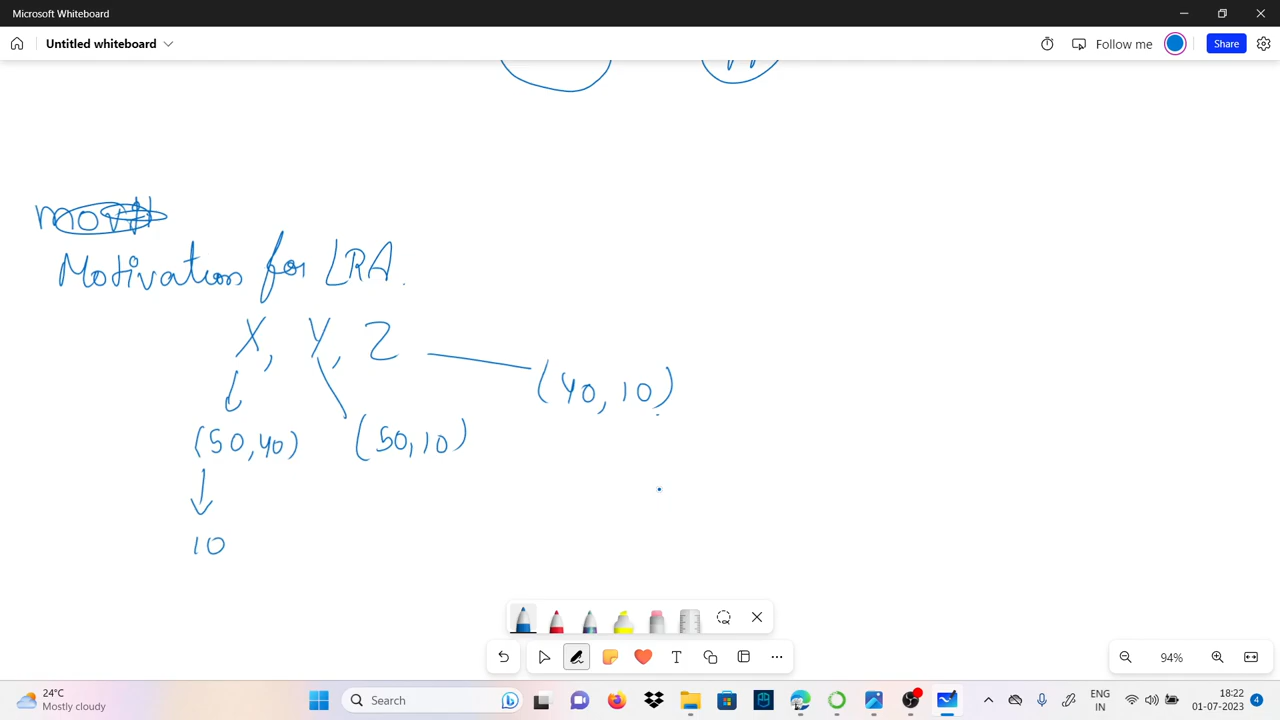 Microsoft Whiteboard
Untitled whiteboard
Follow me
Share
Motivation for LRA.
X, Y, Z
(40, 10)
(50,40) (50,10)
10
94%
24°C
Mostly cloudy
Search
ENG
IN
18:22
01-07-2023
4